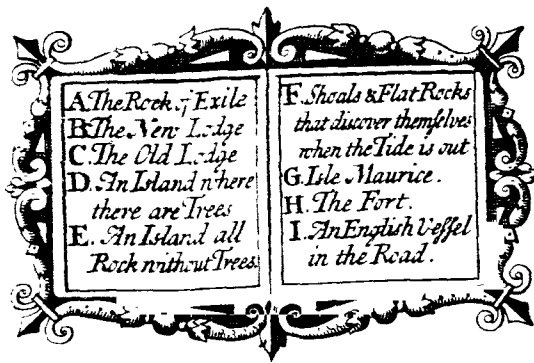 A. The Rock of Exile
B. The New Lodge
C. The Old Lodge
D. An Island where
there are Trees
E. An Island all
Rock without Trees.
F. Shoals & Flat Rocks
that discover themſelves
when the Tide is out
G. Iſle Maurice.
H. The Fort.
I. An Engliſh Veſſel
in the Road.